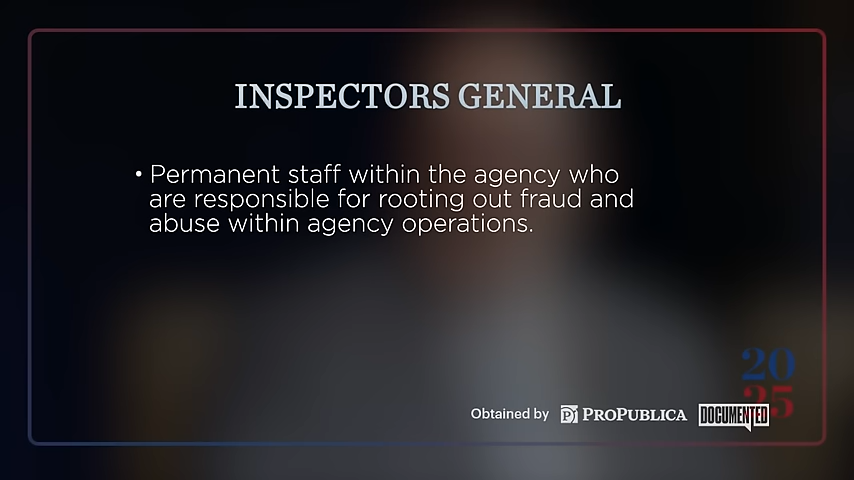 INSPECTORS GENERAL
• Permanent staff within the agency who
are responsible for rooting out fraud and
abuse within agency operations.
20
25
Obtained by PROPUBLICA DOCUMENTED